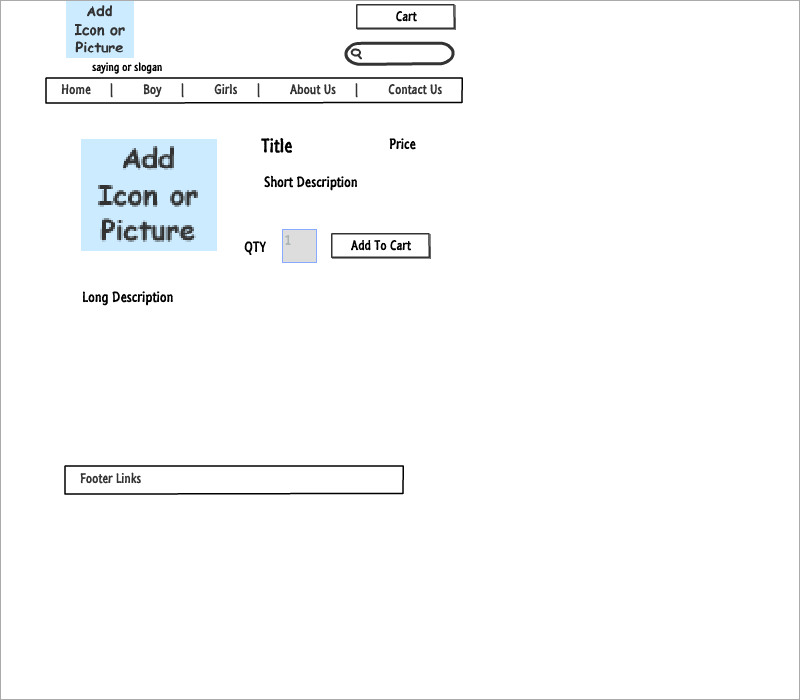 Add
Icon or
Picture
Cart
saying or slogan
Home | Boy | Girls | About Us | Contact Us
Add
Icon or
Picture
Title
Price
Short Description
QTY 1 Add To Cart
Long Description
Footer Links